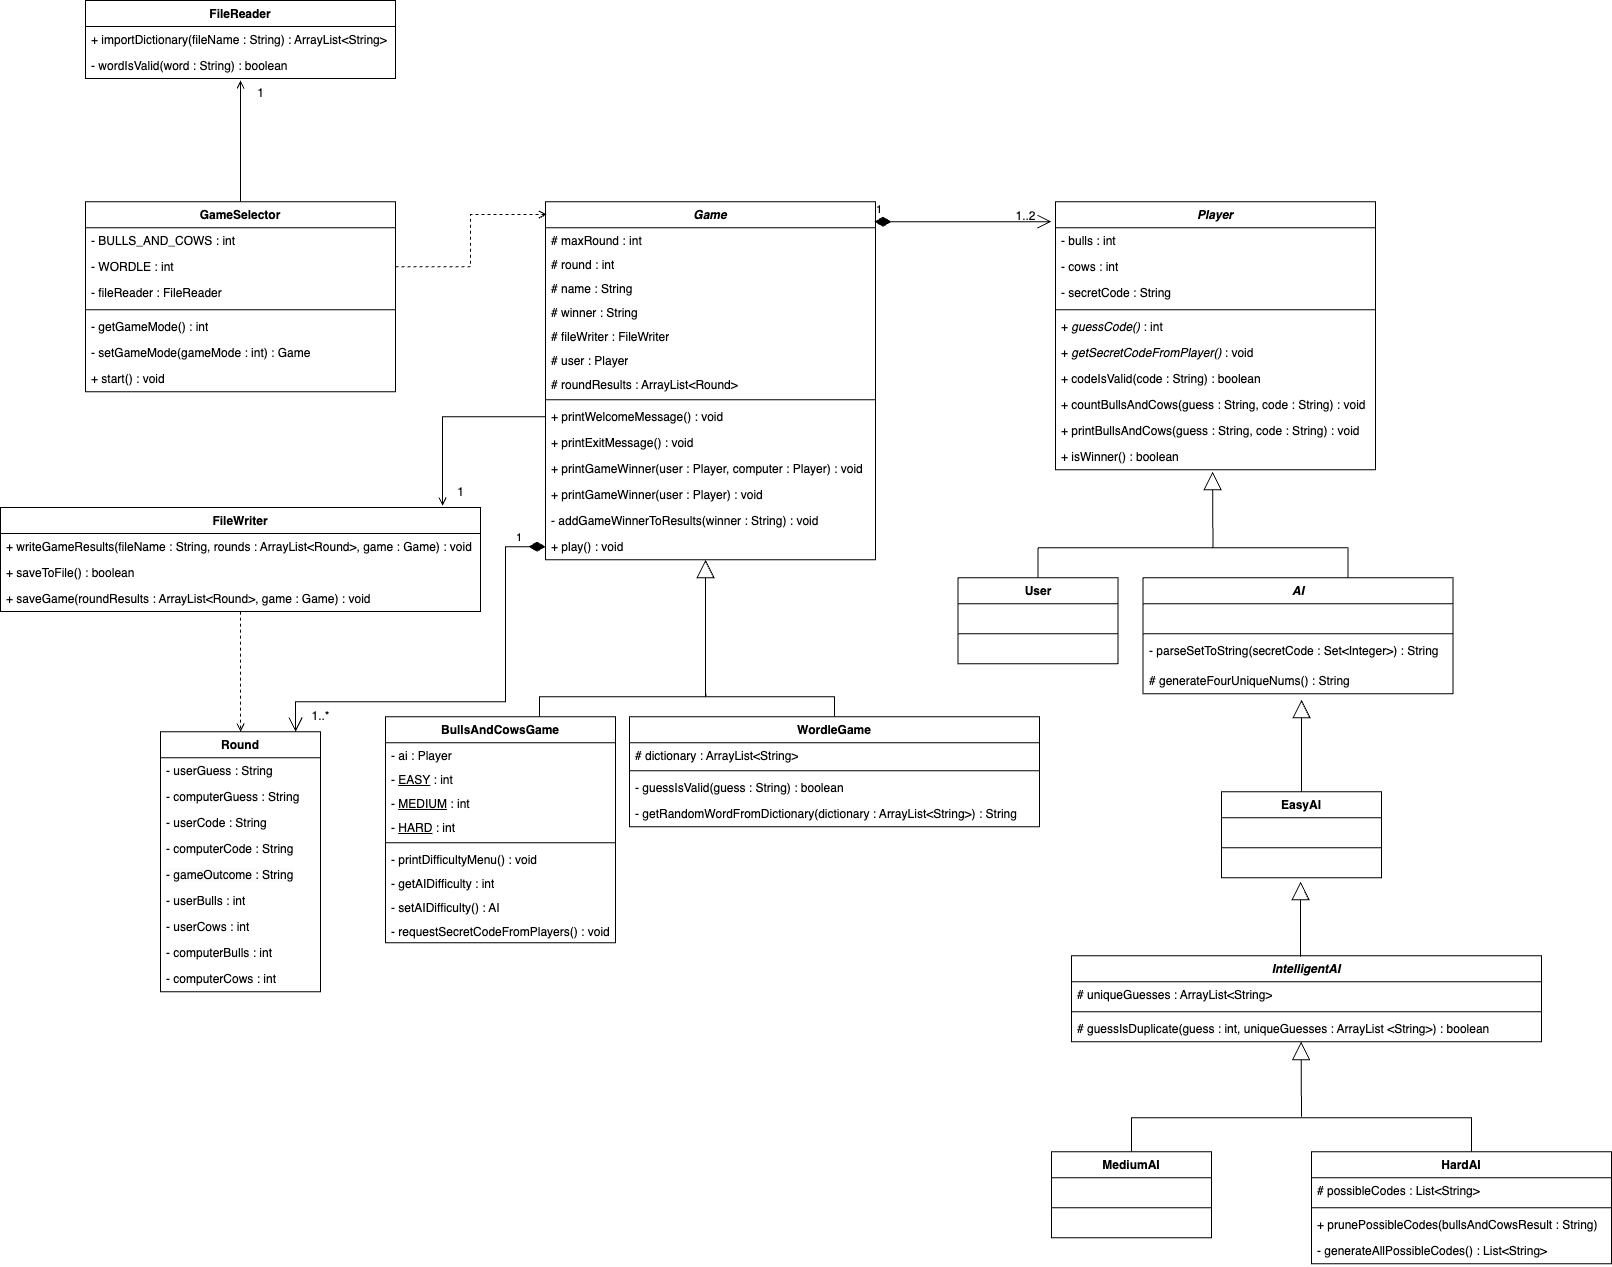 FileReader
+ importDictionary(fileName : String) : ArrayList<String>
- wordIsValid(word : String) : boolean
1
GameSelector
- BULLS_AND_COWS : int
- WORDLE : int
- fileReader : FileReader
- getGameMode() : int
- setGameMode(gameMode : int) : Game
+ start() : void
Game
# maxRound : int
# round : int
# name : String
# winner : String
# fileWriter : FileWriter
# user : Player
# roundResults : ArrayList<Round>
+ printWelcomeMessage() : void
+ printExitMessage() : void
+ printGameWinner(user : Player, computer : Player) : void
+ printGameWinner(user : Player) : void
- addGameWinnerToResults(winner : String) : void
+ play() : void
1
1..2
Player
- bulls : int
- cows : int
- secretCode : String
+ guessCode() : int
+ getSecretCodeFromPlayer() : void
+ codeIsValid(code : String) : boolean
+ countBullsAndCows(guess : String, code : String) : void
+ printBullsAndCows(guess : String, code : String) : void
+ isWinner() : boolean
1
FileWriter
+ writeGameResults(fileName : String, rounds : ArrayList<Round>, game : Game) : void
+ saveToFile() : boolean
+ saveGame(roundResults : ArrayList<Round>, game : Game) : void
1
1..*
Round
- userGuess : String
- computerGuess : String
- userCode : String
- computerCode : String
- gameOutcome : String
- userBulls : int
- userCows : int
- computerBulls : int
- computerCows : int
BullsAndCowsGame
- ai : Player
- EASY : int
- MEDIUM : int
- HARD : int
- printDifficultyMenu() : void
- getAIDifficulty : int
- setAIDifficulty() : AI
- requestSecretCodeFromPlayers() : void
WordleGame
# dictionary : ArrayList<String>
- guessIsValid(guess : String) : boolean
- getRandomWordFromDictionary(dictionary : ArrayList<String>) : String
User
AI
- parseSetToString(secretCode : Set<Integer>) : String
# generateFourUniqueNums() : String
EasyAI
IntelligentAI
# uniqueGuesses : ArrayList<String>
# guessIsDuplicate(guess : int, uniqueGuesses : ArrayList <String>) : boolean
MediumAI
HardAI
# possibleCodes : List<String>
+ prunePossibleCodes(bullsAndCowsResult : String)
- generateAllPossibleCodes() : List<String>